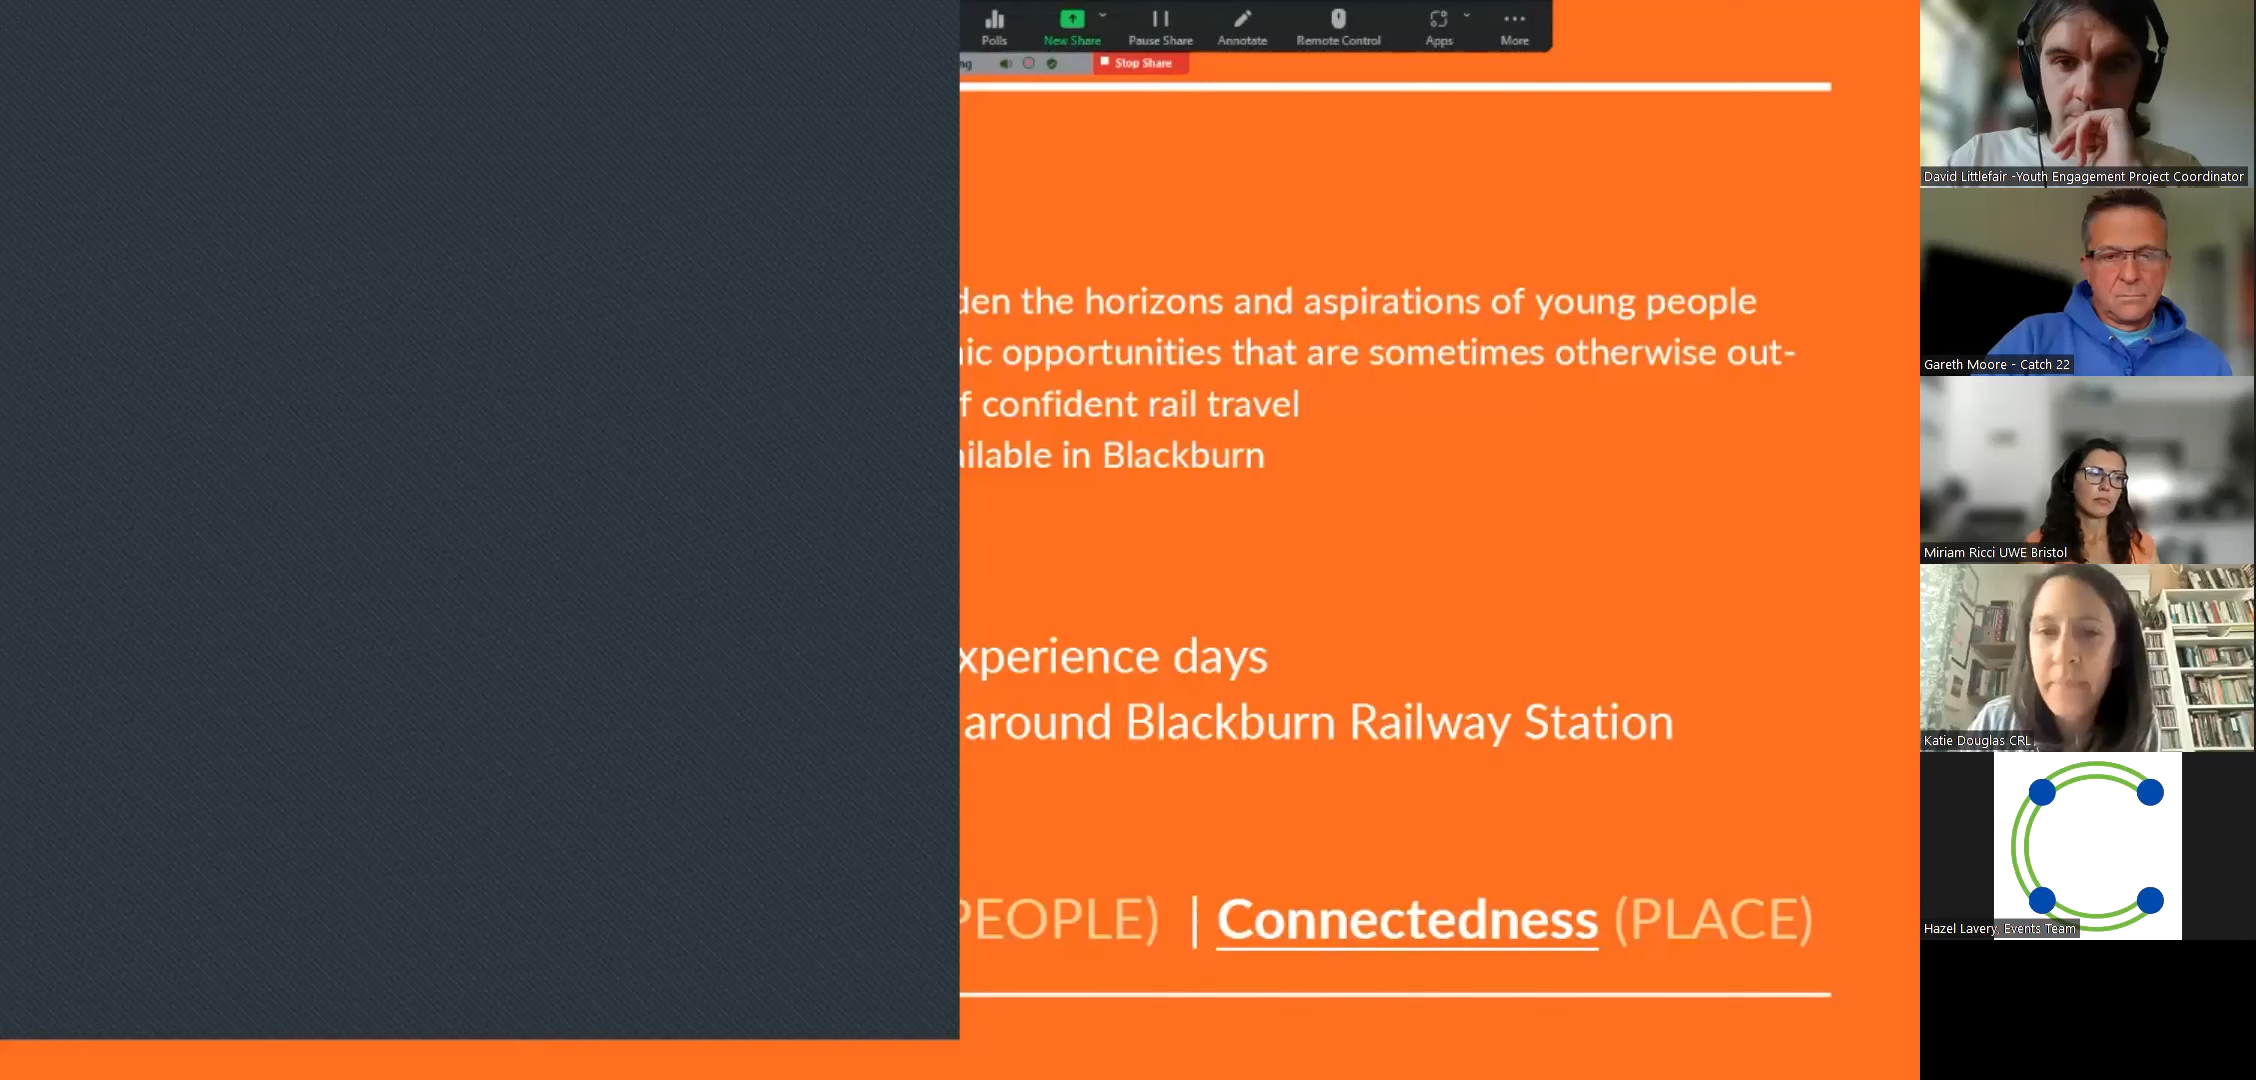 Polls New Share Pause Share Annotate Remote Control Apps More
ng Stop Share
den the horizons and aspirations of young people
ic opportunities that are sometimes otherwise out-
f confident rail travel
ilable in Blackburn
xperience days
around Blackburn Railway Station
PEOPLE) | Connectedness (PLACE)
David Littlefair -Youth Engagement Project Coordinator
Gareth Moore - Catch 22
Miriam Ricci UWE Bristol
Katie Douglas CRL
Hazel Lavery, Events Team